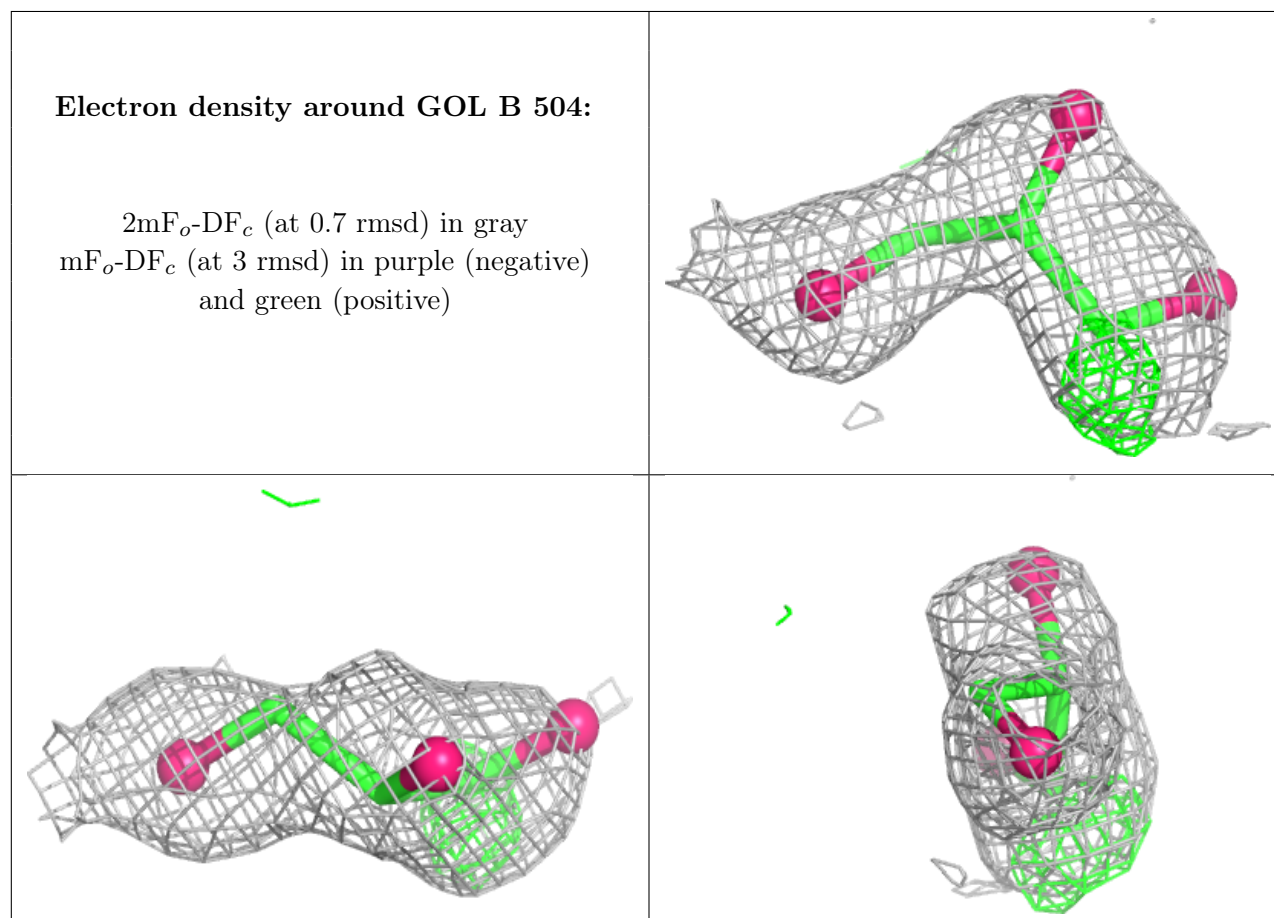 Electron density around GOL B 504:
2mFo-DFc (at 0.7 rmsd) in gray
mFo-DFc (at 3 rmsd) in purple (negative)
and green (positive)